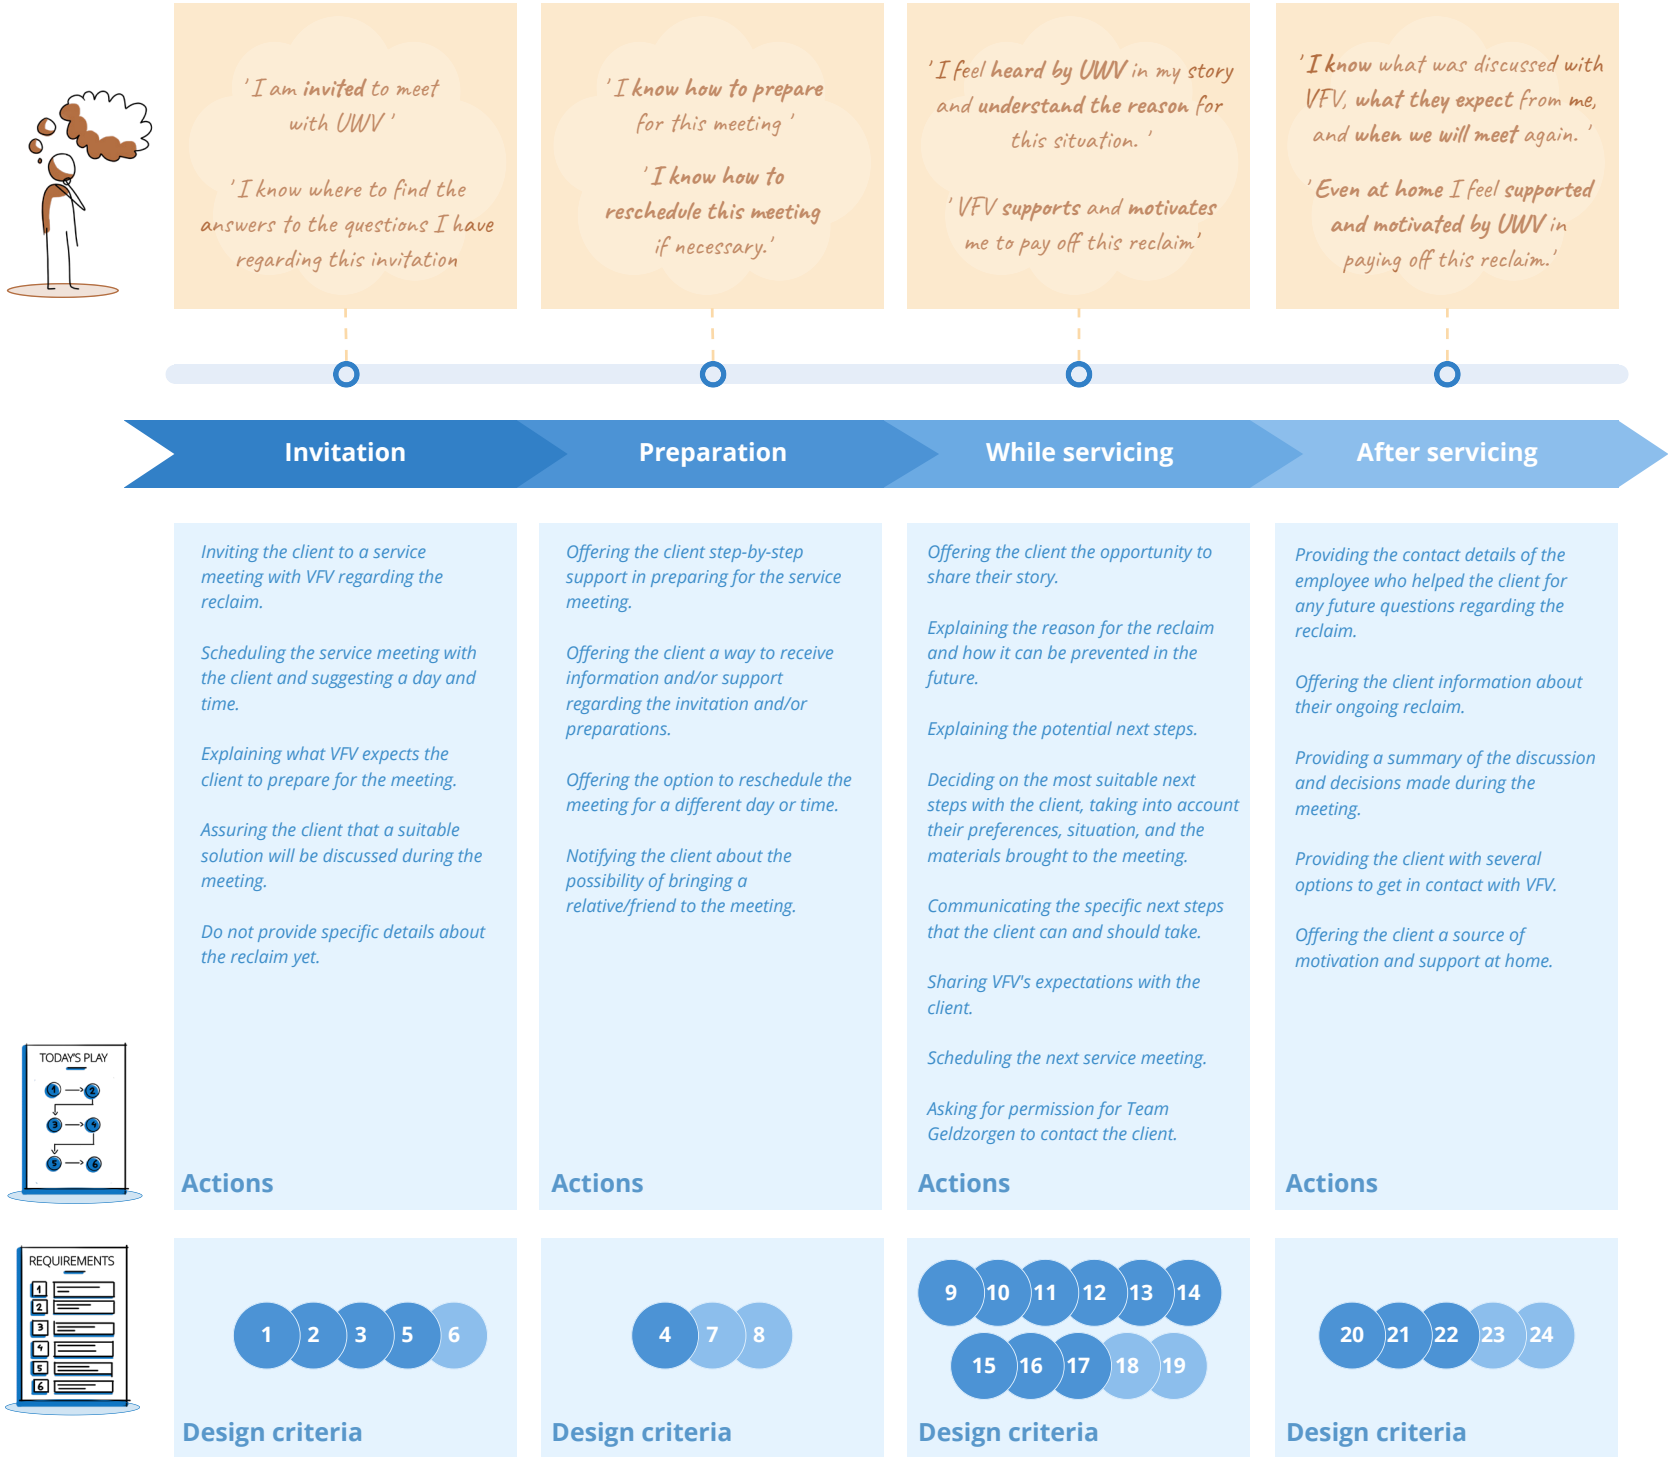 ' I am invited to meet
with UWV '
' I know where to find the
answers to the questions I have
regarding this invitation
' I know how to prepare
for this meeting '
' I know how to
reschedule this meeting
if necessary.'
' I feel heard by UWV in my story
and understand the reason for
this situation. '
' VFV supports and motivates
me to pay off this reclaim'
' I know what was discussed with
VFV, what they expect from me,
and when we will meet again. '
' Even at home I feel supported
and motivated by UWV in
paying off this reclaim.'
Invitation
Preparation
While servicing
After servicing
Inviting the client to a service
meeting with VFV regarding the
reclaim.
Scheduling the service meeting with
the client and suggesting a day and
time.
Explaining what VFV expects the
client to prepare for the meeting.
Assuring the client that a suitable
solution will be discussed during the
meeting.
Do not provide specific details about
the reclaim yet.
Actions
Offering the client step-by-step
support in preparing for the service
meeting.
Offering the client a way to receive
information and/or support
regarding the invitation and/or
preparations.
Offering the option to reschedule the
meeting for a different day or time.
Notifying the client about the
possibility of bringing a
relative/friend to the meeting.
Actions
Offering the client the opportunity to
share their story.
Explaining the reason for the reclaim
and how it can be prevented in the
future.
Explaining the potential next steps.
Deciding on the most suitable next
steps with the client, taking into account
their preferences, situation, and the
materials brought to the meeting.
Communicating the specific next steps
that the client can and should take.
Sharing VFV's expectations with the
client.
Scheduling the next service meeting.
Asking for permission for Team
Geldzorgen to contact the client.
Actions
Providing the contact details of the
employee who helped the client for
any future questions regarding the
reclaim.
Offering the client information about
their ongoing reclaim.
Providing a summary of the discussion
and decisions made during the
meeting.
Providing the client with several
options to get in contact with VFV.
Offering the client a source of
motivation and support at home.
Actions
TODAY'S PLAY
1 2
3 4
5 6
REQUIREMENTS
1
2
3
4
5
6
1 2 3 5 6
Design criteria
4 7 8
Design criteria
9 10 11 12 13 14
15 16 17 18 19
Design criteria
20 21 22 23 24
Design criteria